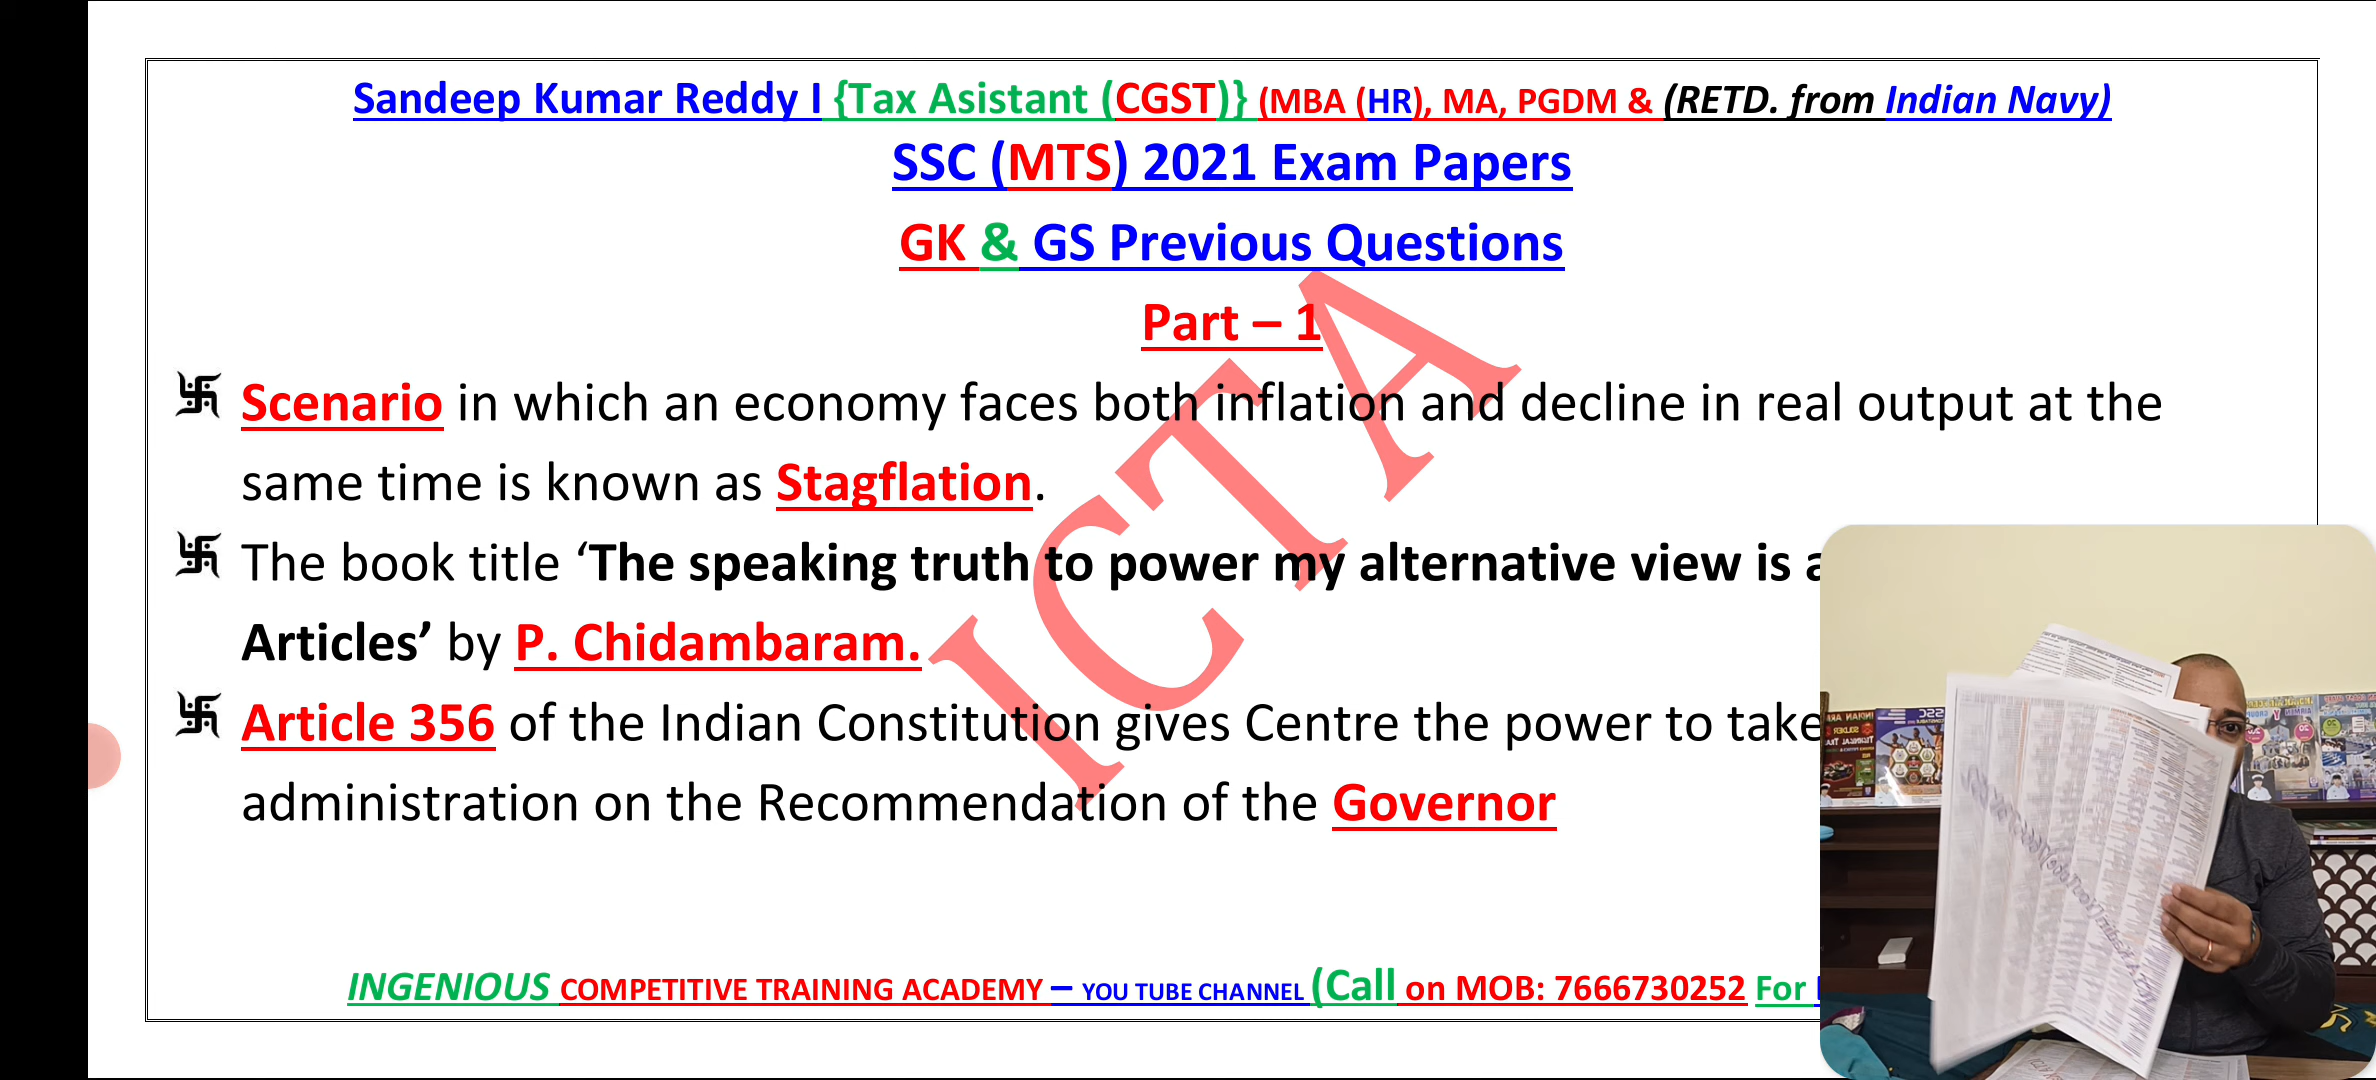 Sandeep Kumar Reddy I {Tax Asistant (CGST)} (MBA (HR), MA, PGDM & (RETD. from Indian Navy)
SSC (MTS) 2021 Exam Papers
GK & GS Previous Questions
Part – 1
卐 Scenario in which an economy faces both inflation and decline in real output at the
same time is known as Stagflation.
卐 The book title ‘The speaking truth to power my alternative view is
Articles’ by P. Chidambaram.
卐 Article 356 of the Indian Constitution gives Centre the power to take
administration on the Recommendation of the Governor
ICTA
INGENIOUS COMPETITIVE TRAINING ACADEMY – YOU TUBE CHANNEL (Call on MOB: 7666730252 For